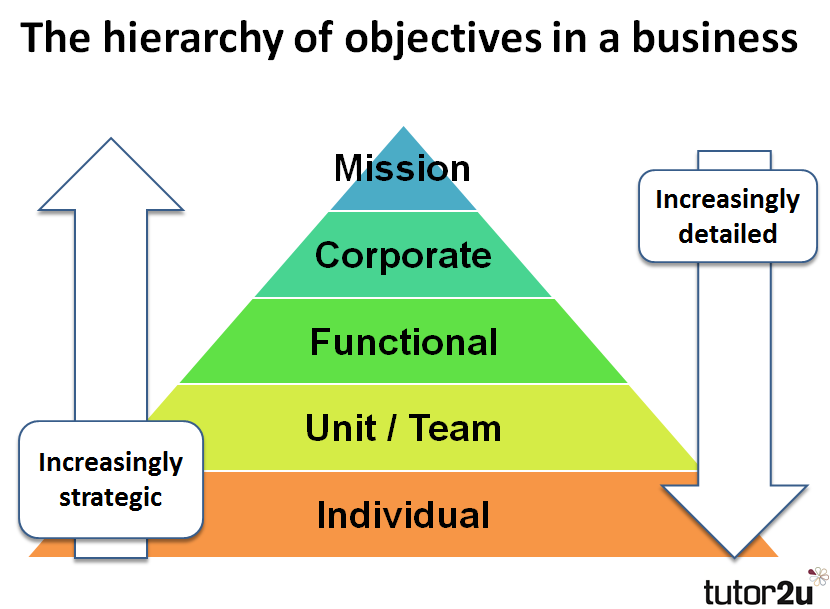 The hierarchy of objectives in a business
Mission
Corporate
Functional
Unit / Team
Individual
Increasingly
strategic
Increasingly
detailed
tutor2u